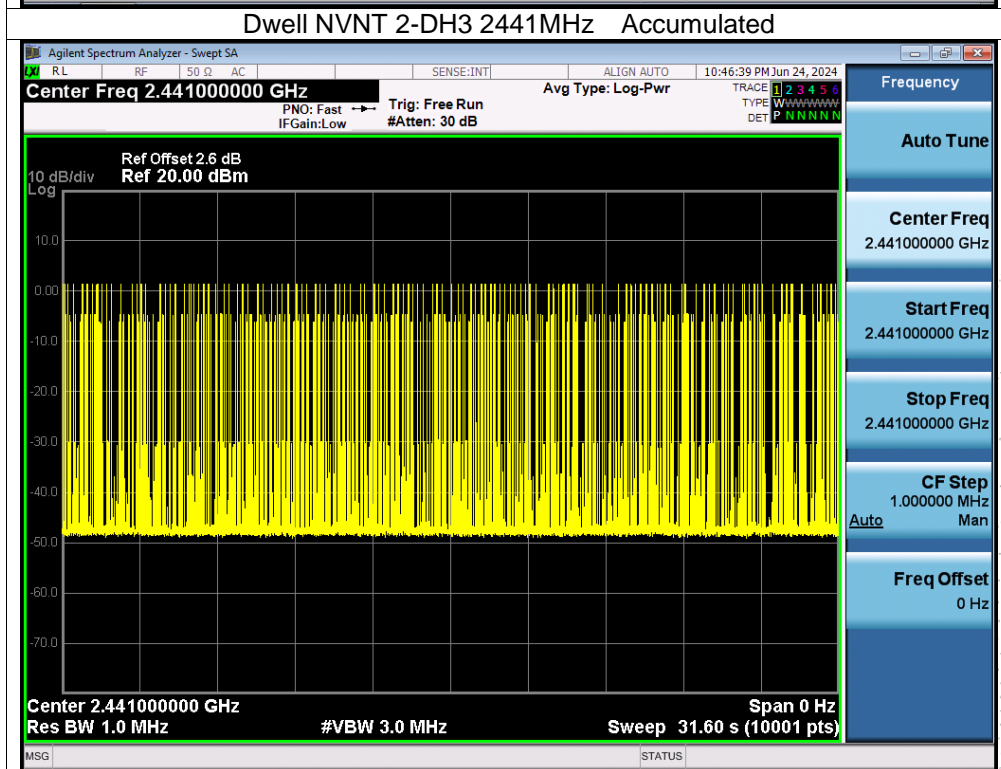 Dwell NVNT 2-DH3 2441MHz Accumulated
Agilent Spectrum Analyzer - Swept SA
LXI RL RF 50 Ω AC SENSE:INT ALIGN AUTO 10:46:39 PM Jun 24, 2024
Center Freq 2.441000000 GHz
PNO: Fast
IFGain:Low
Trig: Free Run
#Atten: 30 dB
Avg Type: Log-Pwr
TRACE 1 2 3 4 5 6
TYPE WWWWWWW
DET P N N N N N
Frequency
Auto Tune
Center Freq
2.441000000 GHz
Start Freq
2.441000000 GHz
Stop Freq
2.441000000 GHz
CF Step
1.000000 MHz
Auto Man
Freq Offset
0 Hz
Ref Offset 2.6 dB
10 dB/div Ref 20.00 dBm
Log
10.0
0.00
-10.0
-20.0
-30.0
-40.0
-50.0
-60.0
-70.0
Center 2.441000000 GHz Span 0 Hz
Res BW 1.0 MHz #VBW 3.0 MHz Sweep 31.60 s (10001 pts)
MSG STATUS